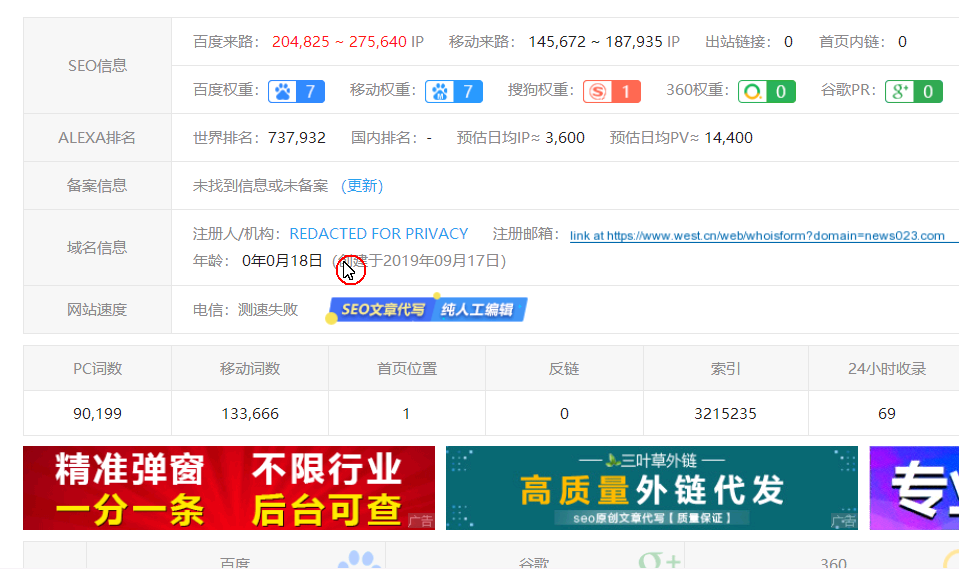 SEO信息
百度来路： 204,825 ~ 275,640 IP 移动来路： 145,672 ~ 187,935 IP 出站链接： 0 首页内链： 0
百度权重： 7 移动权重： 7 搜狗权重： 1 360权重： 0 谷歌PR： 0
ALEXA排名 世界排名：737,932 国内排名：- 预估日均IP≈ 3,600 预估日均PV≈ 14,400
备案信息 未找到信息或未备案 (更新)
域名信息
注册人/机构：REDACTED FOR PRIVACY 注册邮箱： link at https://www.west.cn/web/whoisform?domain=news023.com
年龄： 0年0月18日 (创建于2019年09月17日)
网站速度 电信：测速失败 SEO文章代写 纯人工编辑
PC词数 移动词数 首页位置 反链 索引 24小时收录
90,199 133,666 1 0 3215235 69
精准弹窗 不限行业
一分一条 后台可查
广告
三叶草外链
高质量外链代发
seo原创文章代写【质量保证】
广告
专业
百度 谷歌 360